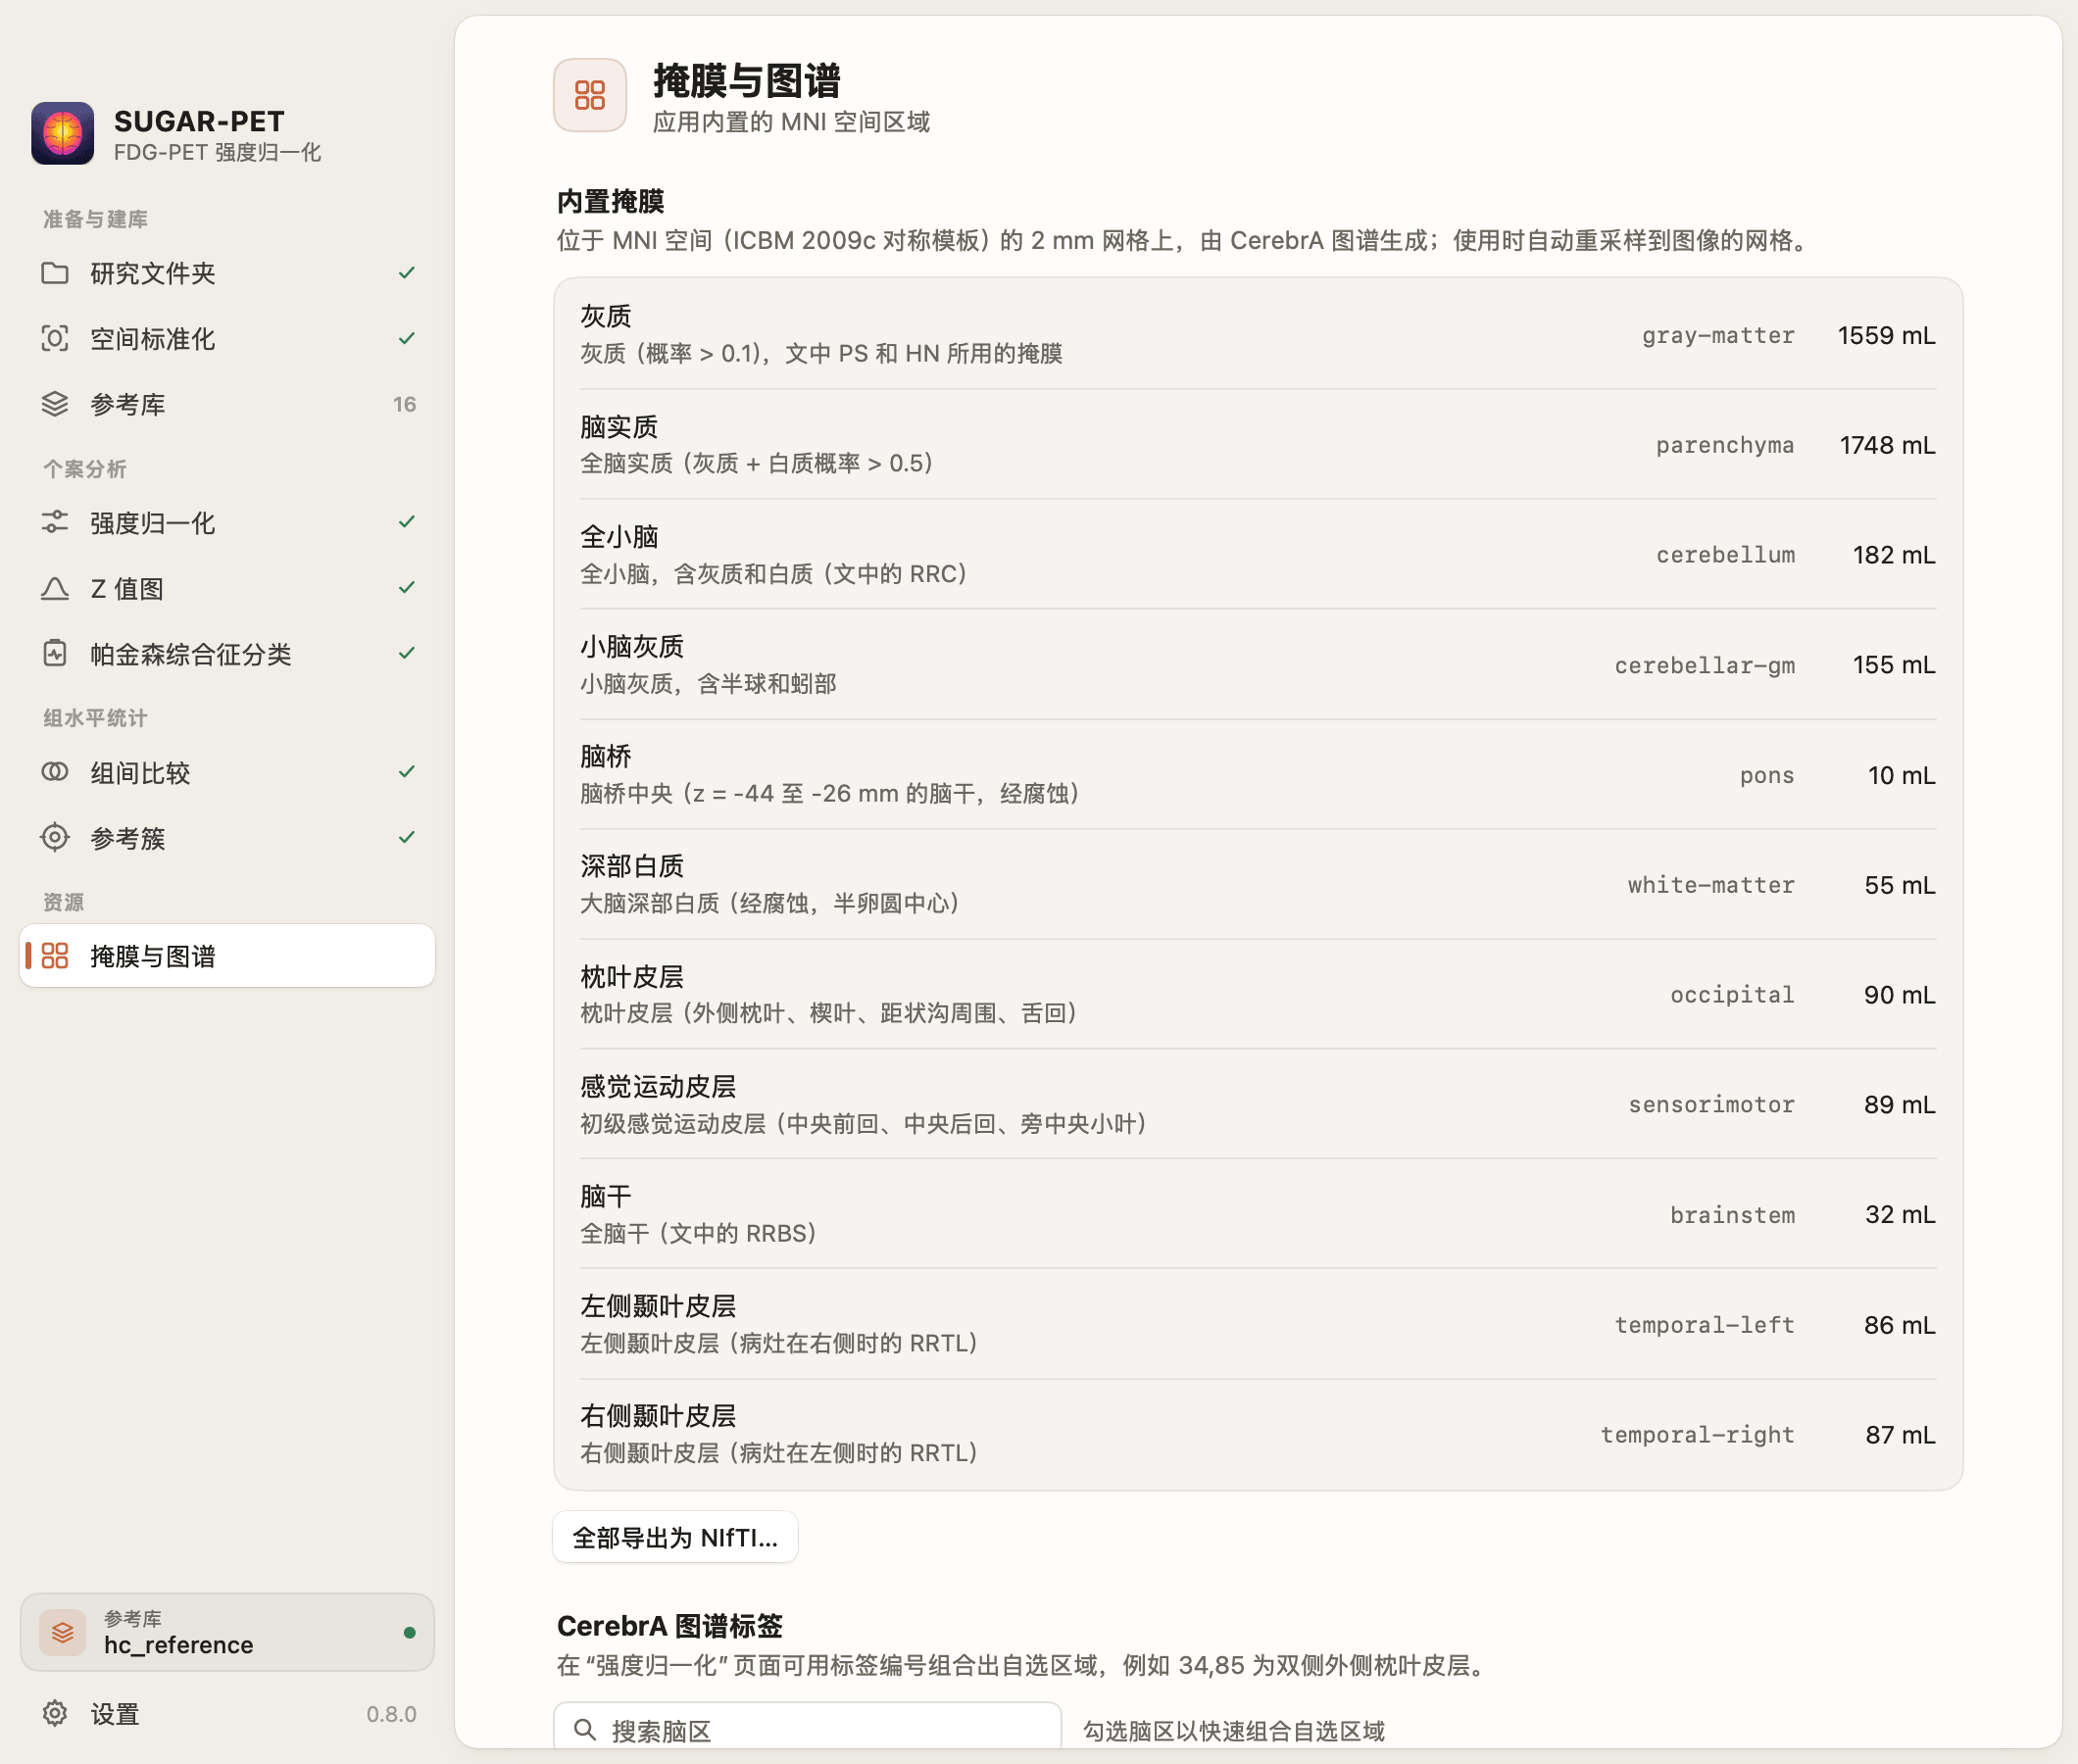 SUGAR-PET
FDG-PET 强度归一化
准备与建库
研究文件夹
空间标准化
参考库 16
个案分析
强度归一化
Z 值图
帕金森综合征分类
组水平统计
组间比较
参考簇
资源
掩膜与图谱
参考库
hc_reference
设置 0.8.0
掩膜与图谱
应用内置的 MNI 空间区域
内置掩膜
位于 MNI 空间（ICBM 2009c 对称模板）的 2 mm 网格上，由 CerebrA 图谱生成；使用时自动重采样到图像的网格。
灰质
灰质（概率 > 0.1），文中 PS 和 HN 所用的掩膜
gray-matter 1559 mL
脑实质
全脑实质（灰质 + 白质概率 > 0.5）
parenchyma 1748 mL
全小脑
全小脑，含灰质和白质（文中的 RRC）
cerebellum 182 mL
小脑灰质
小脑灰质，含半球和蚓部
cerebellar-gm 155 mL
脑桥
脑桥中央（z = -44 至 -26 mm 的脑干，经腐蚀）
pons 10 mL
深部白质
大脑深部白质（经腐蚀，半卵圆中心）
white-matter 55 mL
枕叶皮层
枕叶皮层（外侧枕叶、楔叶、距状沟周围、舌回）
occipital 90 mL
感觉运动皮层
初级感觉运动皮层（中央前回、中央后回、旁中央小叶）
sensorimotor 89 mL
脑干
全脑干（文中的 RRBS）
brainstem 32 mL
左侧颞叶皮层
左侧颞叶皮层（病灶在右侧时的 RRTL）
temporal-left 86 mL
右侧颞叶皮层
右侧颞叶皮层（病灶在左侧时的 RRTL）
temporal-right 87 mL
全部导出为 NIfTI...
CerebrA 图谱标签
在“强度归一化”页面可用标签编号组合出自选区域，例如 34,85 为双侧外侧枕叶皮层。
搜索脑区
勾选脑区以快速组合自选区域